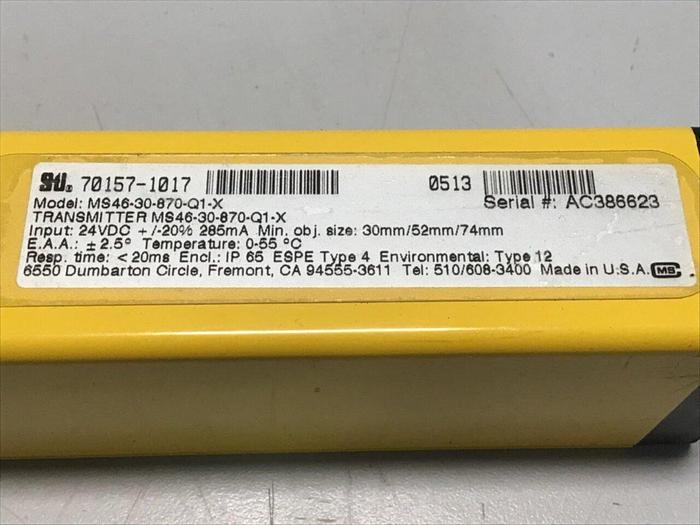 STI® 70157-1017 0513
Model: MS46-30-870-Q1-X Serial #: AC386623
TRANSMITTER MS46-30-870-Q1-X
Input: 24VDC +/-20% 285mA Min. obj. size: 30mm/52mm/74mm
E.A.A.: ±2.5° Temperature: 0-55 °C
Resp. time: <20ms Encl.: IP 65 ESPE Type 4 Environmental: Type 12
6550 Dumbarton Circle, Fremont, CA 94555-3611 Tel: 510/608-3400 Made in U.S.A. MS